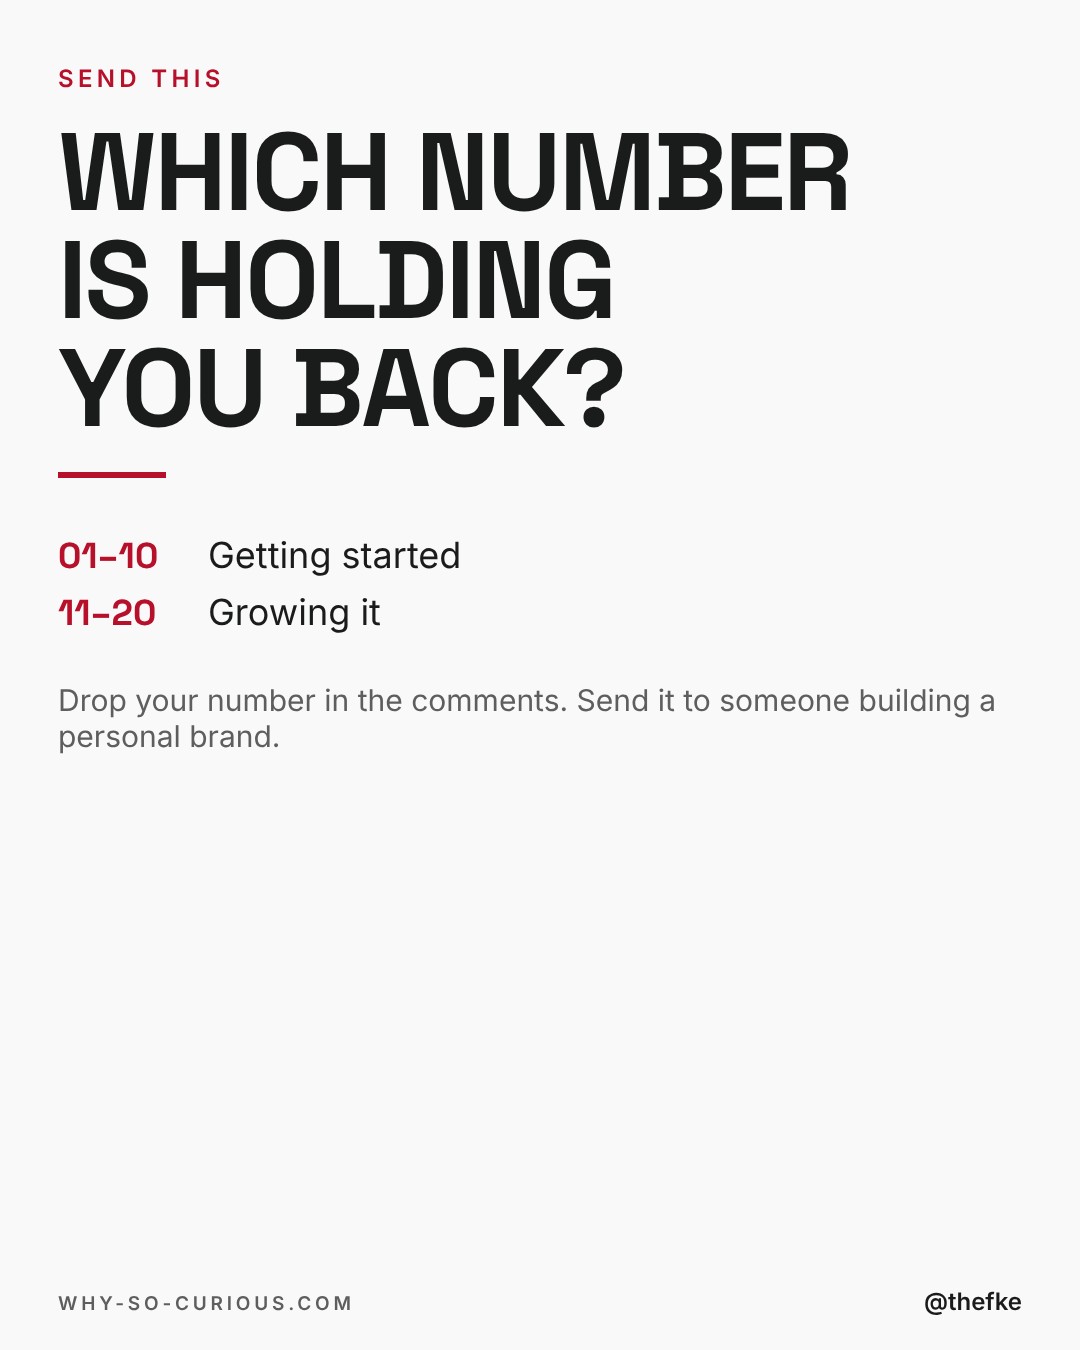 SEND THIS
WHICH NUMBER
IS HOLDING
YOU BACK?
01–10 Getting started
11–20 Growing it
Drop your number in the comments. Send it to someone building a
personal brand.
WHY-SO-CURIOUS.COM @thefke